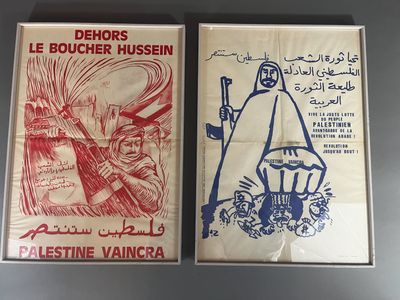 DEHORS
LE BOUCHER HUSSEIN
فلسطين ستنتصر
PALESTINE VAINCRA
فلسطين ستنتصر
تحيا ثورة الشعب
الفلسطيني العادلة
طليعة الثورة
العربية
VIVE LA JUSTE LUTTE
DU PEUPLE
PALESTINIEN
AVANTGARDE DE LA
REVOLUTION ARABE !
REVOLUTION
JUSQU'AU BOUT !
PALESTINE VAINCRA